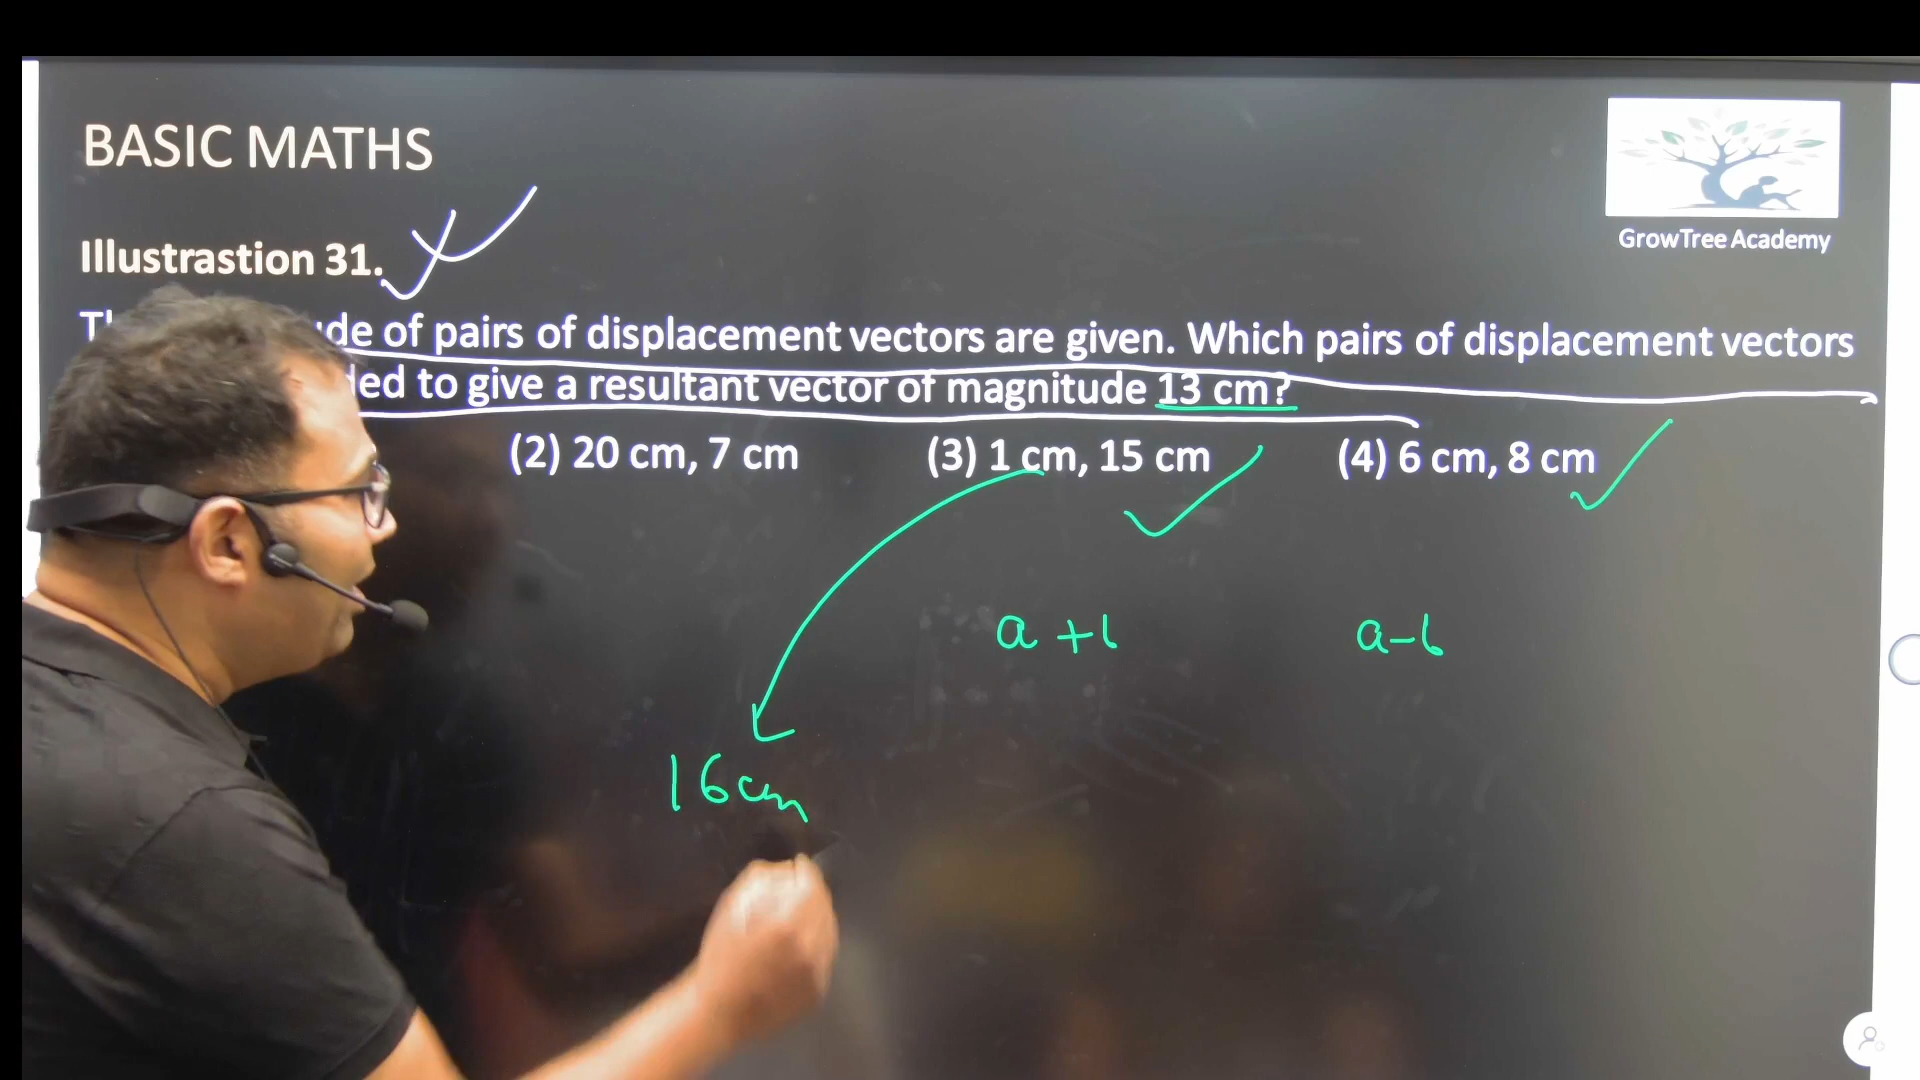 BASIC MATHS
GrowTree Academy
Illustrastion 31.
of pairs of displacement vectors are given. Which pairs of displacement vectors
to give a resultant vector of magnitude 13 cm?
(2) 20 cm, 7 cm (3) 1 cm, 15 cm (4) 6 cm, 8 cm
a + b a - b
16cm